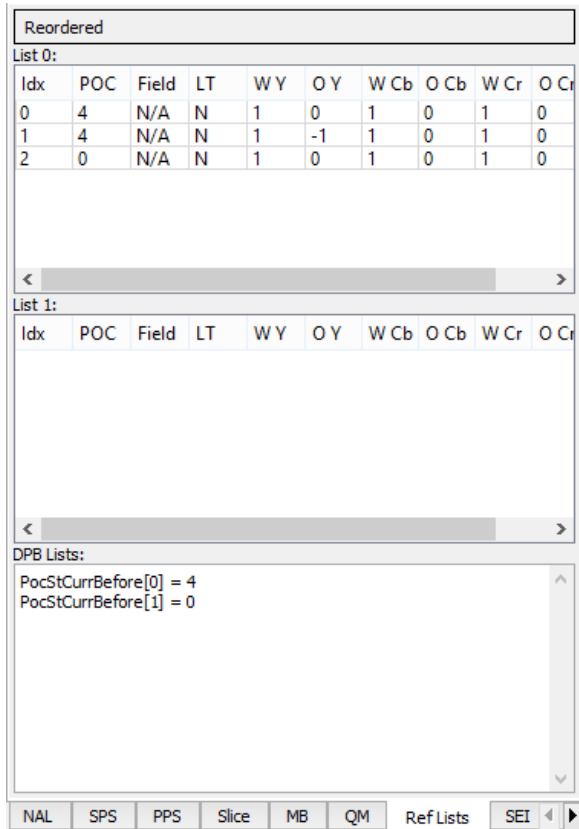 Reordered
List 0:
Idx POC Field LT W Y O Y W Cb O Cb W Cr O Cr
0 4 N/A N 1 0 1 0 1 0
1 4 N/A N 1 -1 1 0 1 0
2 0 N/A N 1 0 1 0 1 0
List 1:
Idx POC Field LT W Y O Y W Cb O Cb W Cr O Cr
DPB Lists:
PocStCurrBefore[0] = 4
PocStCurrBefore[1] = 0
NAL SPS PPS Slice MB QM Ref Lists SEI